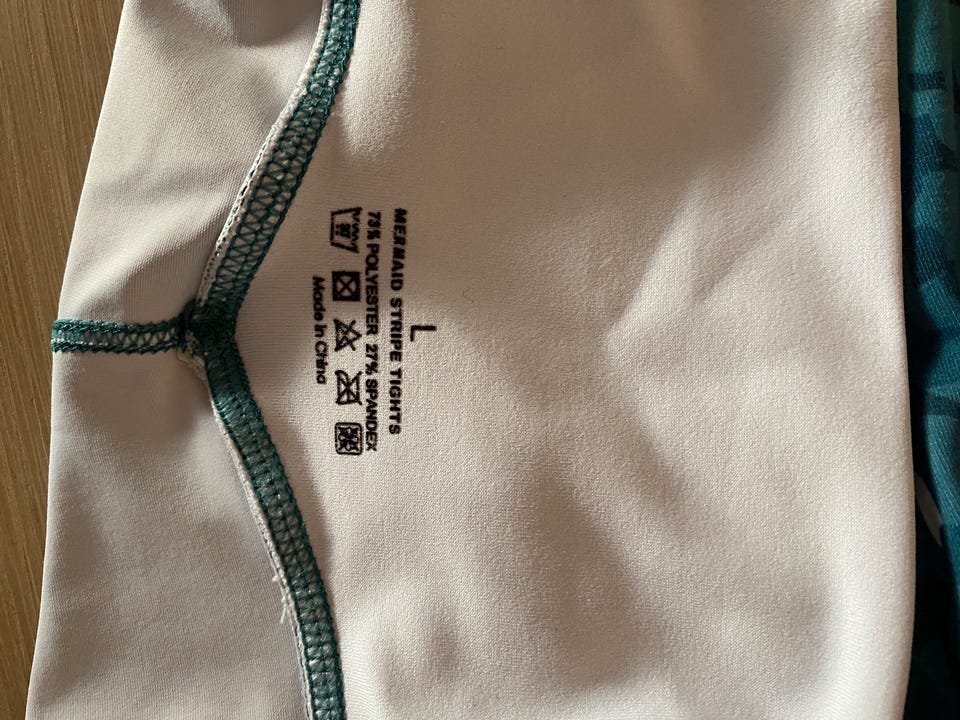 L
MERMAID STRIPE TIGHTS
73% POLYESTER 27% SPANDEX
Made In China